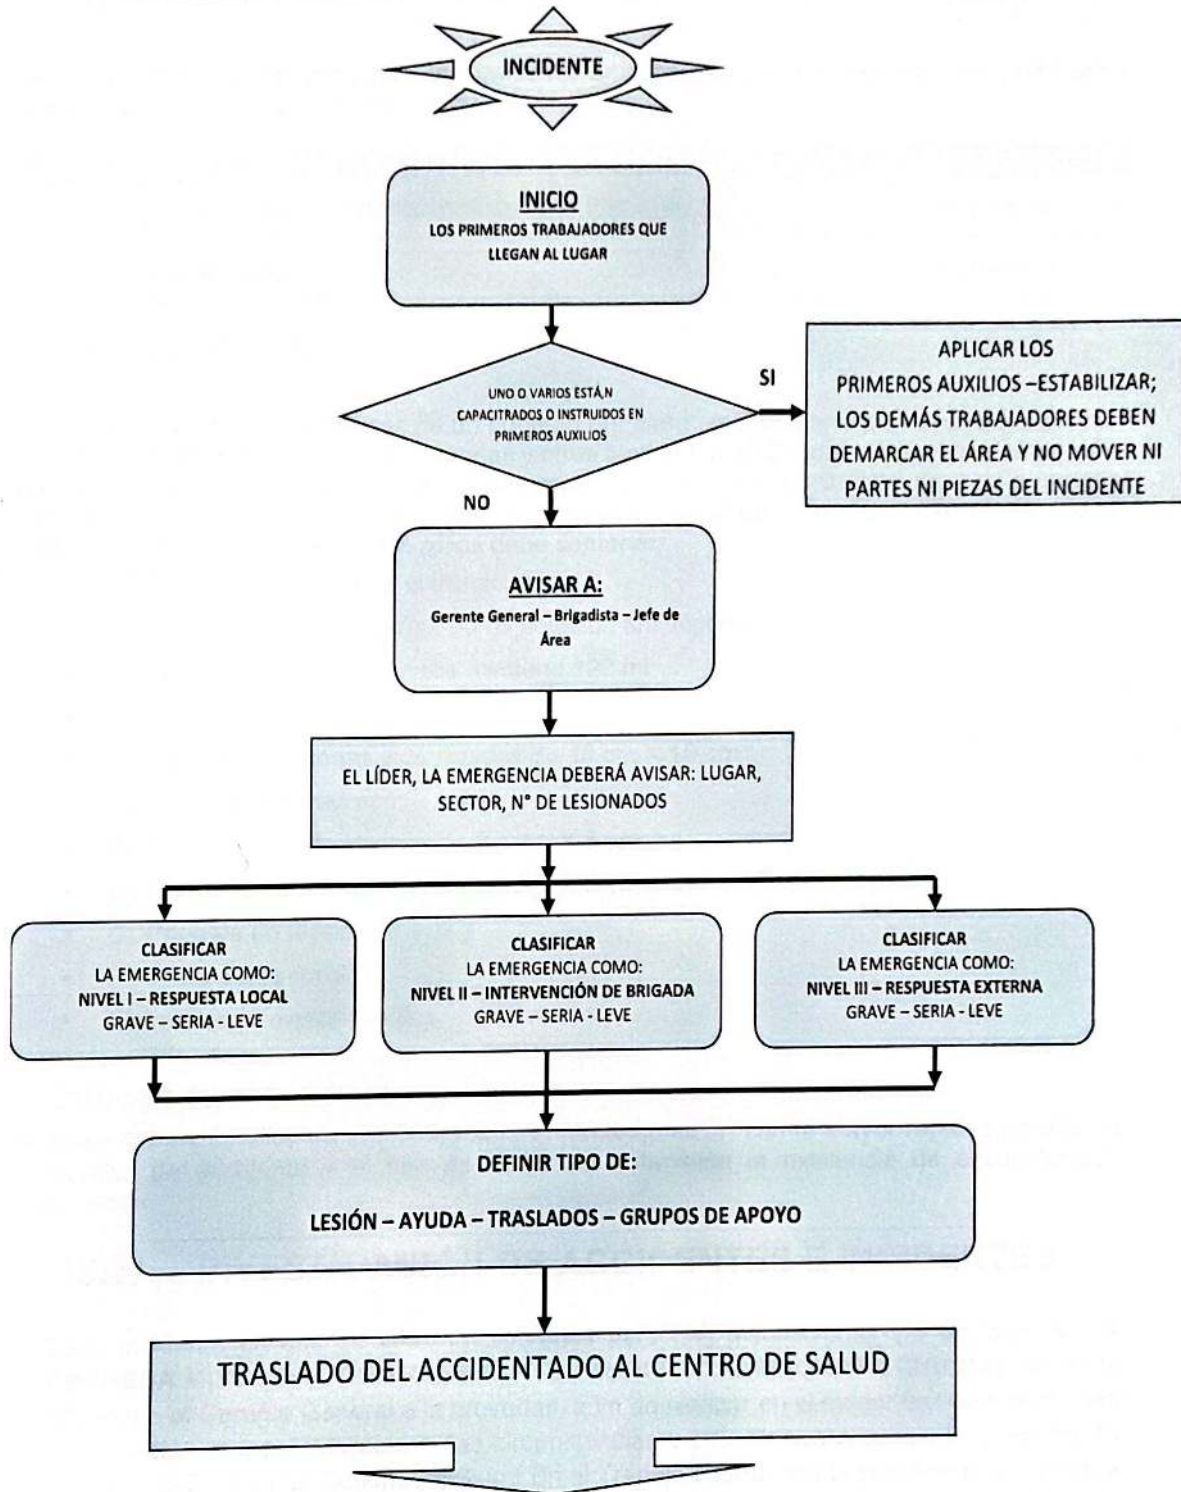 INCIDENTE
INICIO
LOS PRIMEROS TRABAJADORES QUE
LLEGAN AL LUGAR
UNO O VARIOS ESTÁ,N
CAPACITRADOS O INSTRUIDOS EN
PRIMEROS AUXILIOS
SI
APLICAR LOS
PRIMEROS AUXILIOS –ESTABILIZAR;
LOS DEMÁS TRABAJADORES DEBEN
DEMARCAR EL ÁREA Y NO MOVER NI
PARTES NI PIEZAS DEL INCIDENTE
NO
AVISAR A:
Gerente General – Brigadista – Jefe de
Área
EL LÍDER, LA EMERGENCIA DEBERÁ AVISAR: LUGAR,
SECTOR, N° DE LESIONADOS
CLASIFICAR
LA EMERGENCIA COMO:
NIVEL I – RESPUESTA LOCAL
GRAVE – SERIA – LEVE
CLASIFICAR
LA EMERGENCIA COMO:
NIVEL II – INTERVENCIÓN DE BRIGADA
GRAVE – SERIA - LEVE
CLASIFICAR
LA EMERGENCIA COMO:
NIVEL III – RESPUESTA EXTERNA
GRAVE – SERIA - LEVE
DEFINIR TIPO DE:
LESIÓN – AYUDA – TRASLADOS – GRUPOS DE APOYO
TRASLADO DEL ACCIDENTADO AL CENTRO DE SALUD